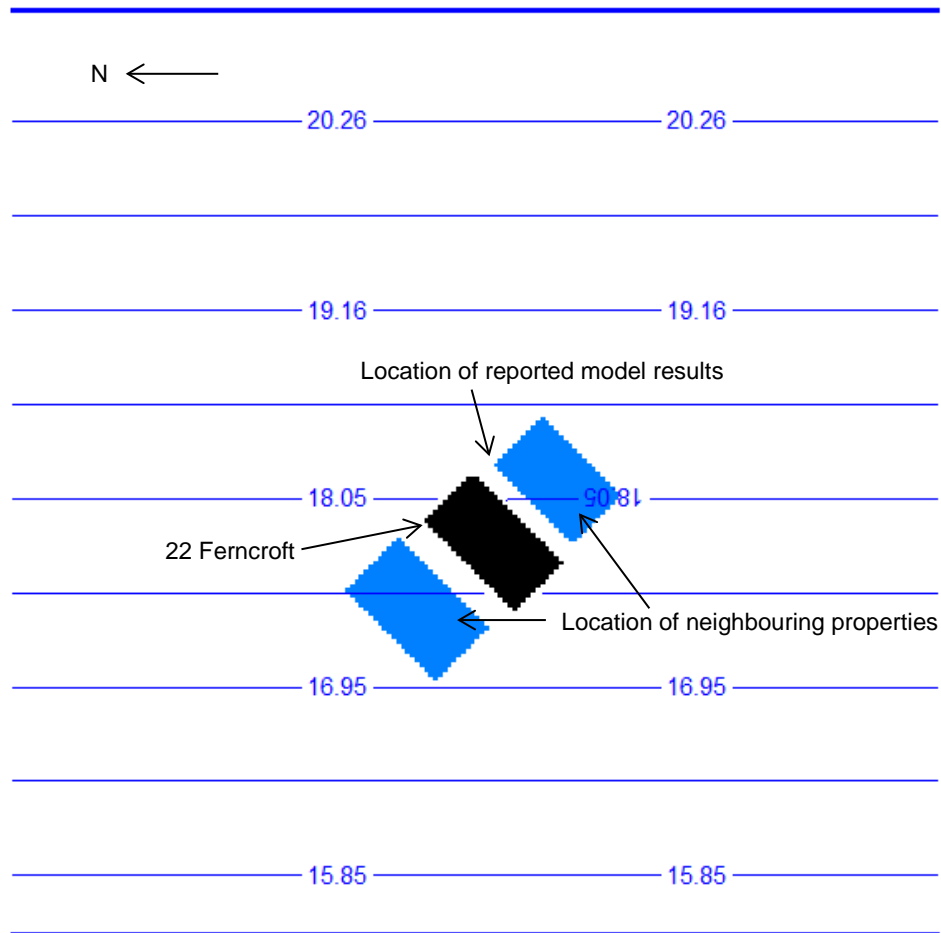 N
20.26 20.26
19.16 19.16
Location of reported model results
18.05 18.05
22 Ferncroft
Location of neighbouring properties
16.95 16.95
15.85 15.85